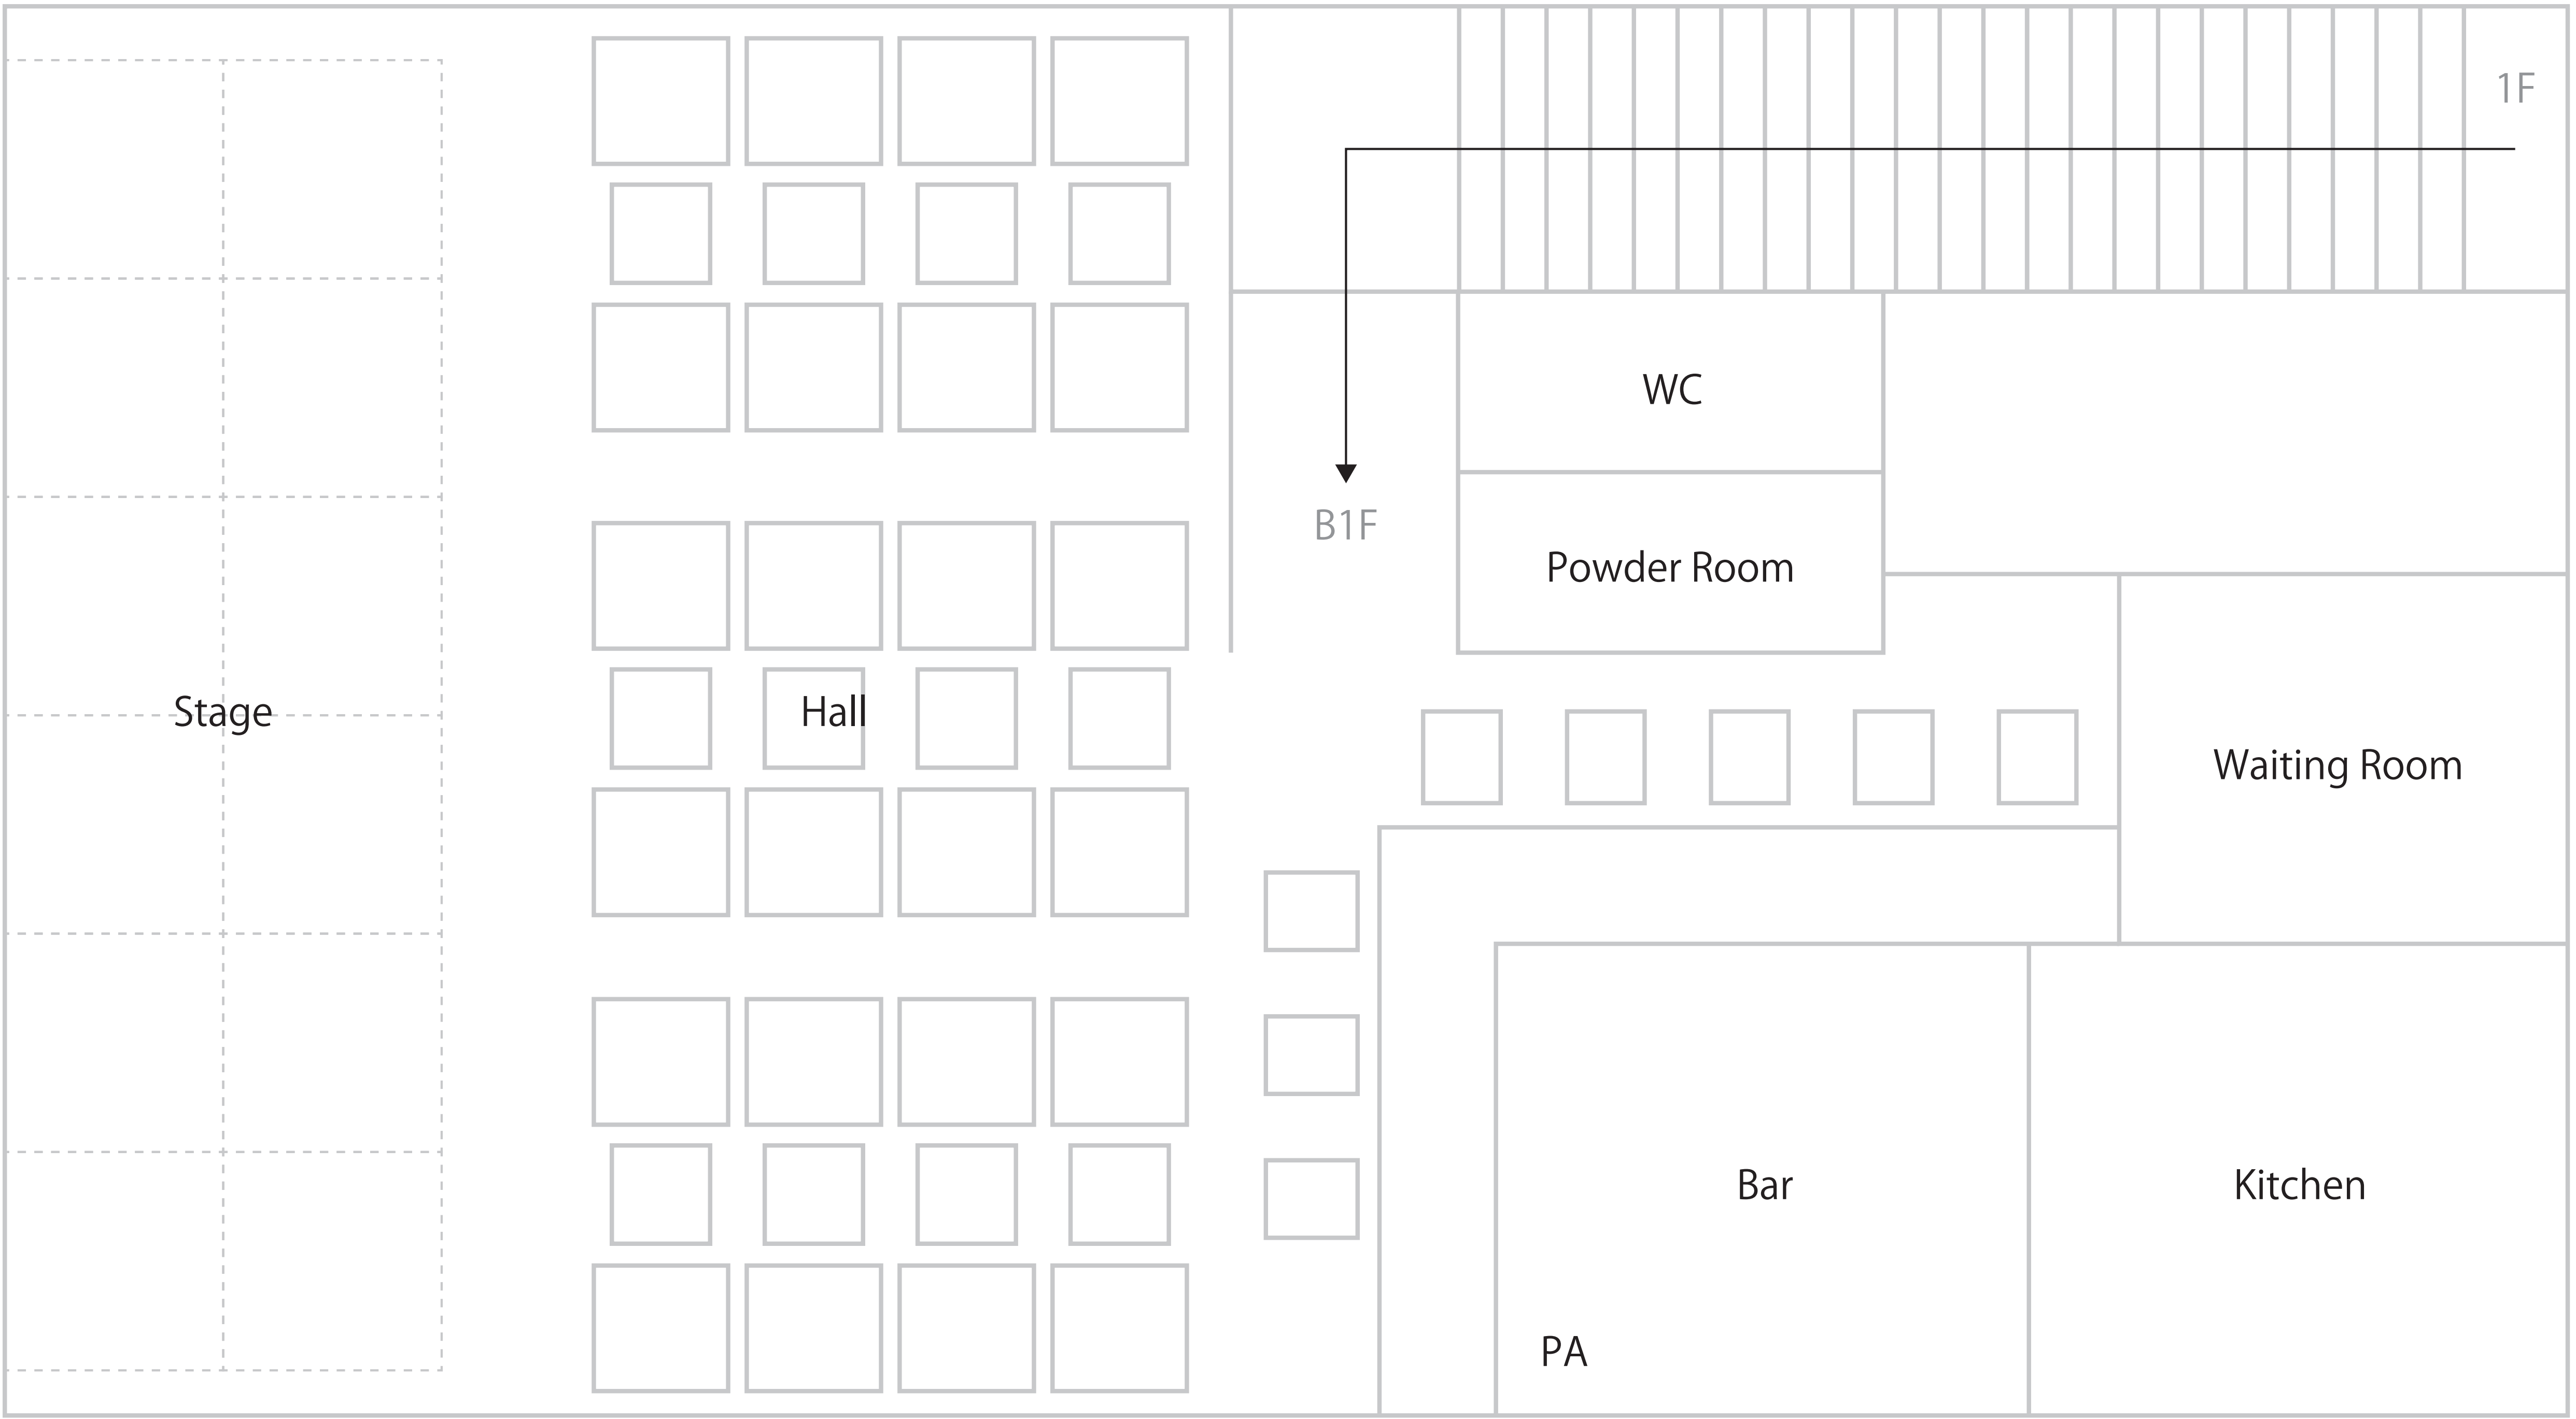 1F
WC
B1F
Powder Room
Stage
Hall
Waiting Room
Bar
Kitchen
PA